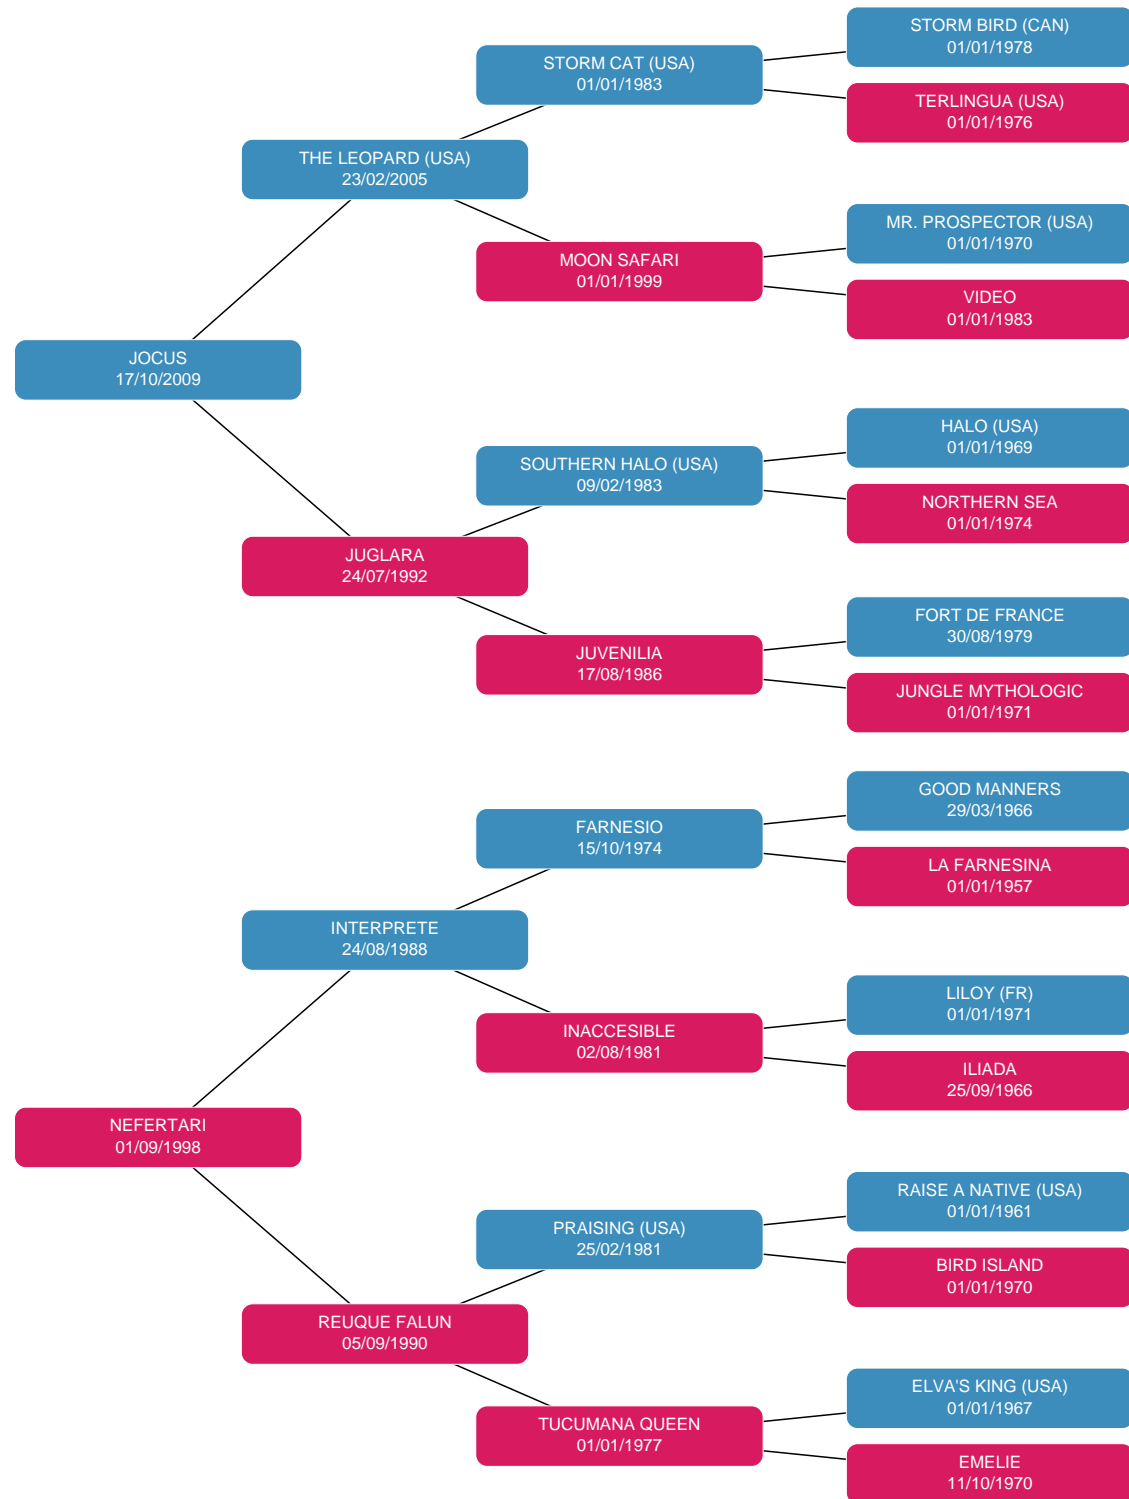 STORM BIRD (CAN)
01/01/1978
STORM CAT (USA)
01/01/1983
TERLINGUA (USA)
01/01/1976
THE LEOPARD (USA)
23/02/2005
MR. PROSPECTOR (USA)
01/01/1970
MOON SAFARI
01/01/1999
VIDEO
01/01/1983
JOCUS
17/10/2009
HALO (USA)
01/01/1969
SOUTHERN HALO (USA)
09/02/1983
NORTHERN SEA
01/01/1974
JUGLARA
24/07/1992
FORT DE FRANCE
30/08/1979
JUVENILIA
17/08/1986
JUNGLE MYTHOLOGIC
01/01/1971
GOOD MANNERS
29/03/1966
FARNESIO
15/10/1974
LA FARNESINA
01/01/1957
INTERPRETE
24/08/1988
LILOY (FR)
01/01/1971
INACCESIBLE
02/08/1981
ILIADA
25/09/1966
NEFERTARI
01/09/1998
RAISE A NATIVE (USA)
01/01/1961
PRAISING (USA)
25/02/1981
BIRD ISLAND
01/01/1970
REUQUE FALUN
05/09/1990
ELVA'S KING (USA)
01/01/1967
TUCUMANA QUEEN
01/01/1977
EMELIE
11/10/1970